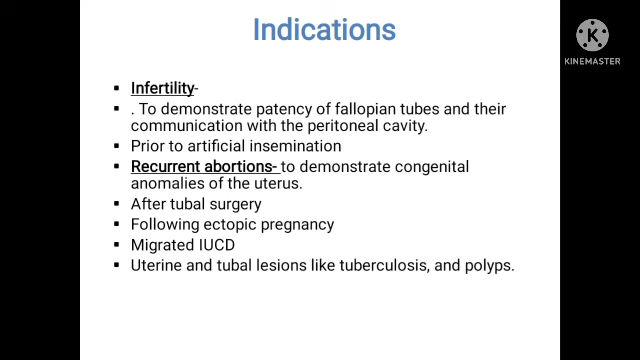 Indications
K
KINEMASTER
▪ Infertility-
▪ . To demonstrate patency of fallopian tubes and their
communication with the peritoneal cavity.
▪ Prior to artificial insemination
▪ Recurrent abortions- to demonstrate congenital
anomalies of the uterus.
▪ After tubal surgery
▪ Following ectopic pregnancy
▪ Migrated IUCD
▪ Uterine and tubal lesions like tuberculosis, and polyps.